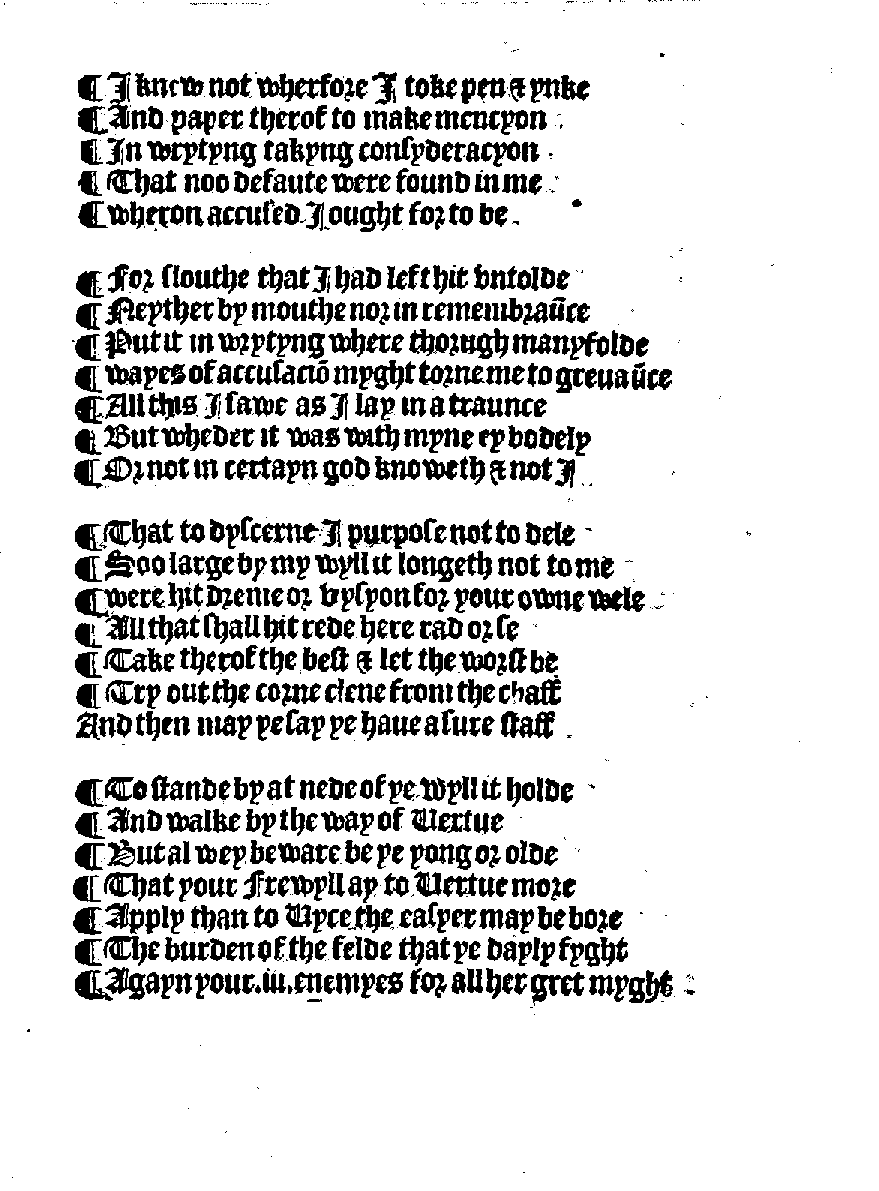 ¶ I knew not wherfore I toke pen & ynke
¶ And paper therof to make mencyon
¶ In wrytyng takyng consyderacyon
¶ That noo defaute were found in me
¶ wheron accused I ought for to be

¶ For slouthe that I had left hit vntolde
¶ Neyther by mouthe nor in remembraūce
¶ Put it in wrytyng where thorugh manyfolde
¶ wayes of accusaciō myght torne me to greuaūce
¶ All this I sawe as I lay in a traunce
¶ But wheder it was with myne ey bodely
¶ Or not in certayn god knoweth & not I

¶ That to dyscerne I purpose not to dele
¶ Soo large by my wyll it longeth not to me
¶ were hit dreme or vysyon for your owne wele
¶ All that shall hit rede here rad or se
¶ Take therof the best & let the worst be
¶ Try out the corne clene from the chaff
And then may ye say ye haue a sure staff

¶ To stande by at nede of ye wyll it holde
¶ And walke by the way of Vertue
¶ But al wey beware be ye yong or olde
¶ That your Frewyll ay to Vertue more
¶ Apply than to Vyce the easyer may be bore
¶ The burden of the felde that ye dayly fyght
¶ Agayn your .iii. enemyes for all her gret myght